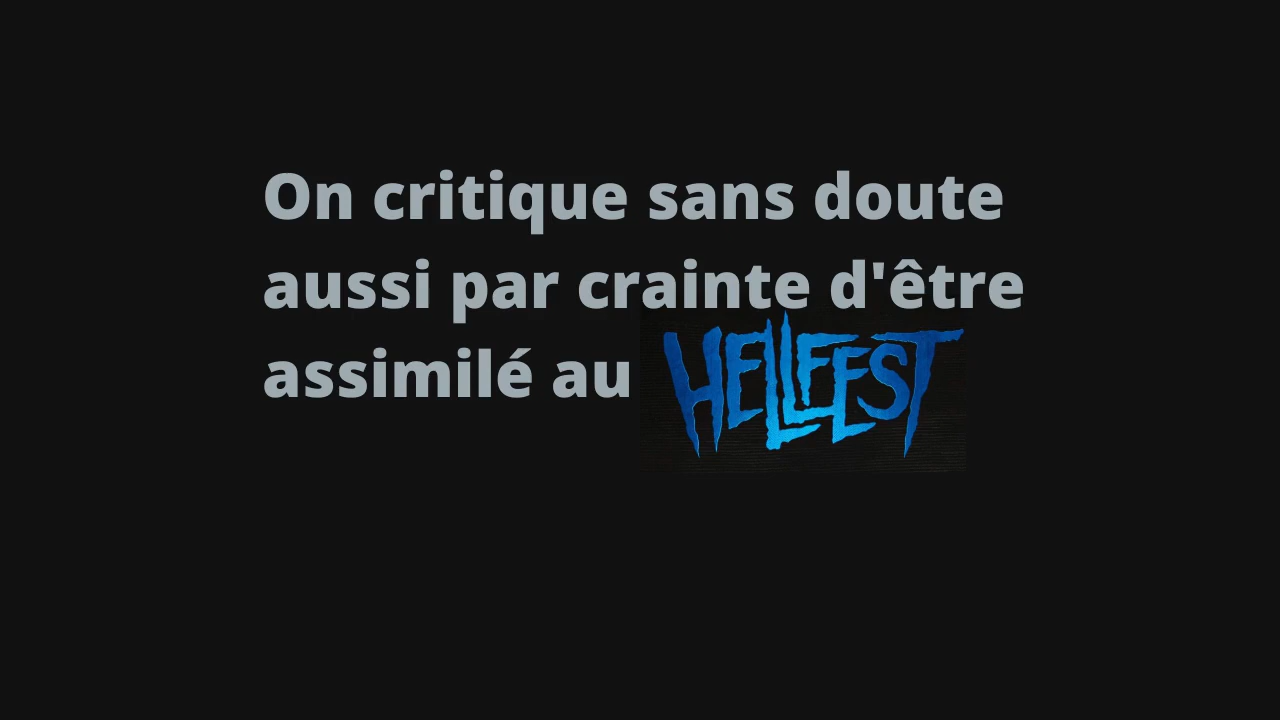 On critique sans doute
aussi par crainte d'être
assimilé au HELLFEST